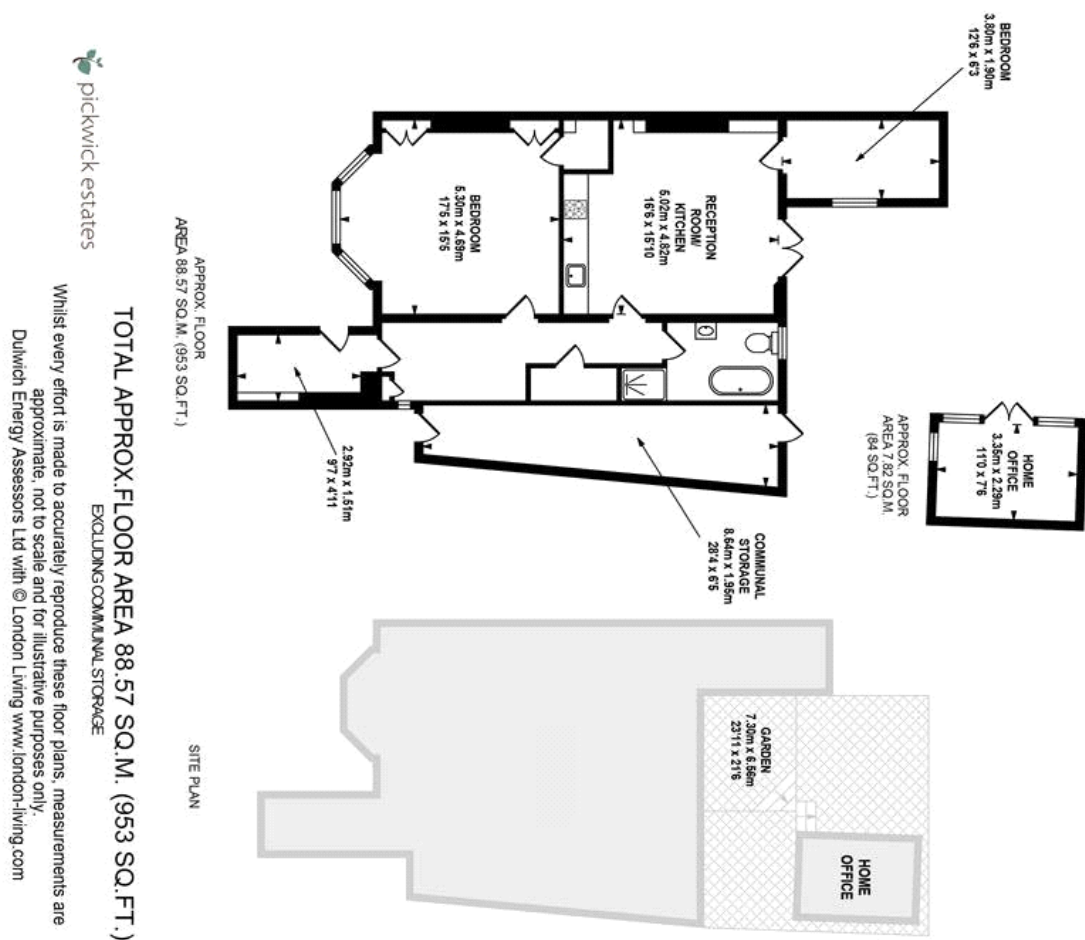 BEDROOM
3.80m x 1.90m
12'6 x 6'3
RECEPTION
ROOM/
KITCHEN
5.02m x 4.82m
16'6 x 15'10
BEDROOM
5.30m x 4.69m
17'5 x 15'5
2.92m x 1.51m
9'7 x 4'11
COMMUNAL
STORAGE
8.64m x 1.95m
28'4 x 6'5
HOME
OFFICE
3.35m x 2.29m
11'0 x 7'6
APPROX. FLOOR
AREA 7.82 SQ.M.
(84 SQ.FT.)
APPROX. FLOOR
AREA 88.57 SQ.M. (953 SQ.FT.)
GARDEN
7.30m x 6.56m
23'11 x 21'6
HOME
OFFICE
SITE PLAN
TOTAL APPROX.FLOOR AREA 88.57 SQ.M. (953 SQ.FT.)
EXCLUDING COMMUNAL STORAGE
pickwick estates
Whilst every effort is made to accurately reproduce these floor plans, measurements are
approximate, not to scale and for illustrative purposes only.
Dulwich Energy Assessors Ltd with © London Living www.london-living.com